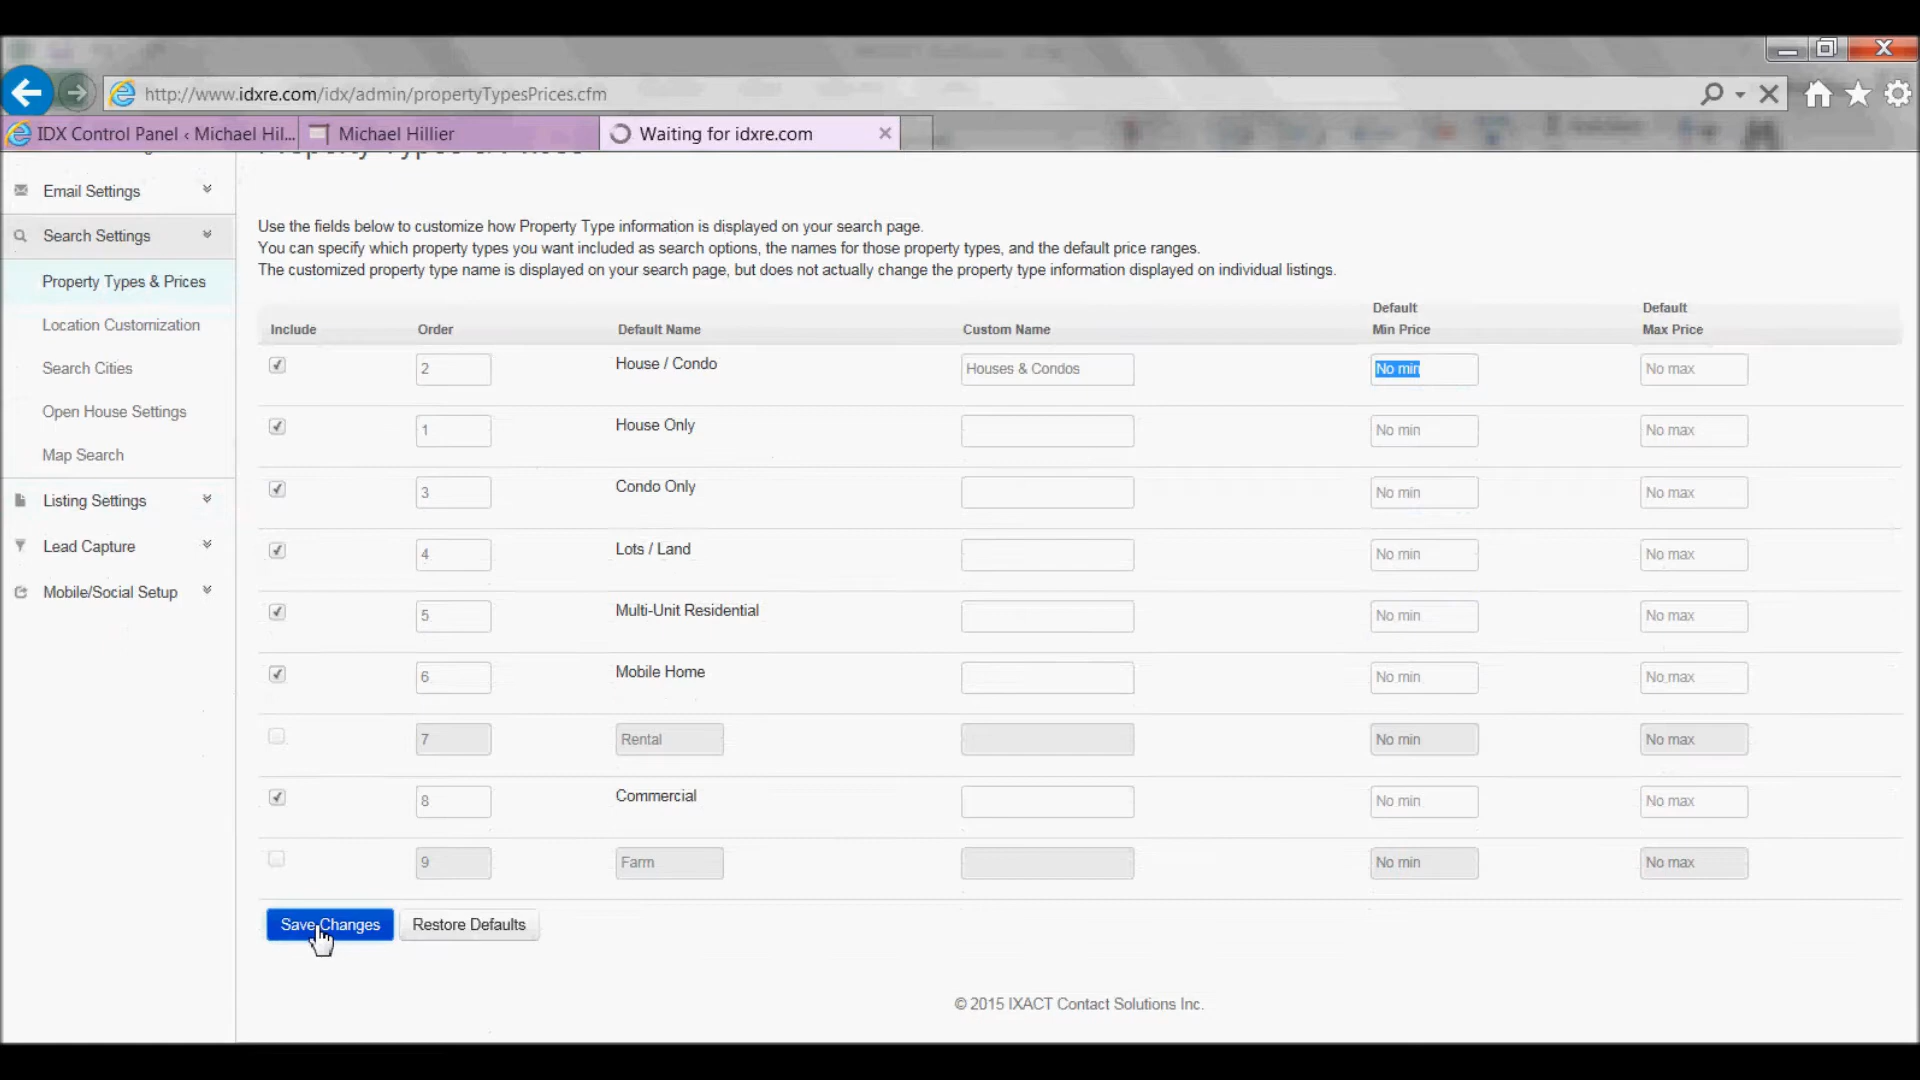 http://www.idxre.com/idx/admin/propertyTypesPrices.cfm
IDX Control Panel ‹ Michael Hil...
Michael Hillier
Waiting for idxre.com
Email Settings
Search Settings
Property Types & Prices
Location Customization
Search Cities
Open House Settings
Map Search
Listing Settings
Lead Capture
Mobile/Social Setup
Use the fields below to customize how Property Type information is displayed on your search page.
You can specify which property types you want included as search options, the names for those property types, and the default price ranges.
The customized property type name is displayed on your search page, but does not actually change the property type information displayed on individual listings.
Include Order Default Name Custom Name Default Min Price Default Max Price
2 House / Condo Houses & Condos No min No max
1 House Only No min No max
3 Condo Only No min No max
4 Lots / Land No min No max
5 Multi-Unit Residential No min No max
6 Mobile Home No min No max
7 Rental No min No max
8 Commercial No min No max
9 Farm No min No max
Save Changes Restore Defaults
© 2015 IXACT Contact Solutions Inc.